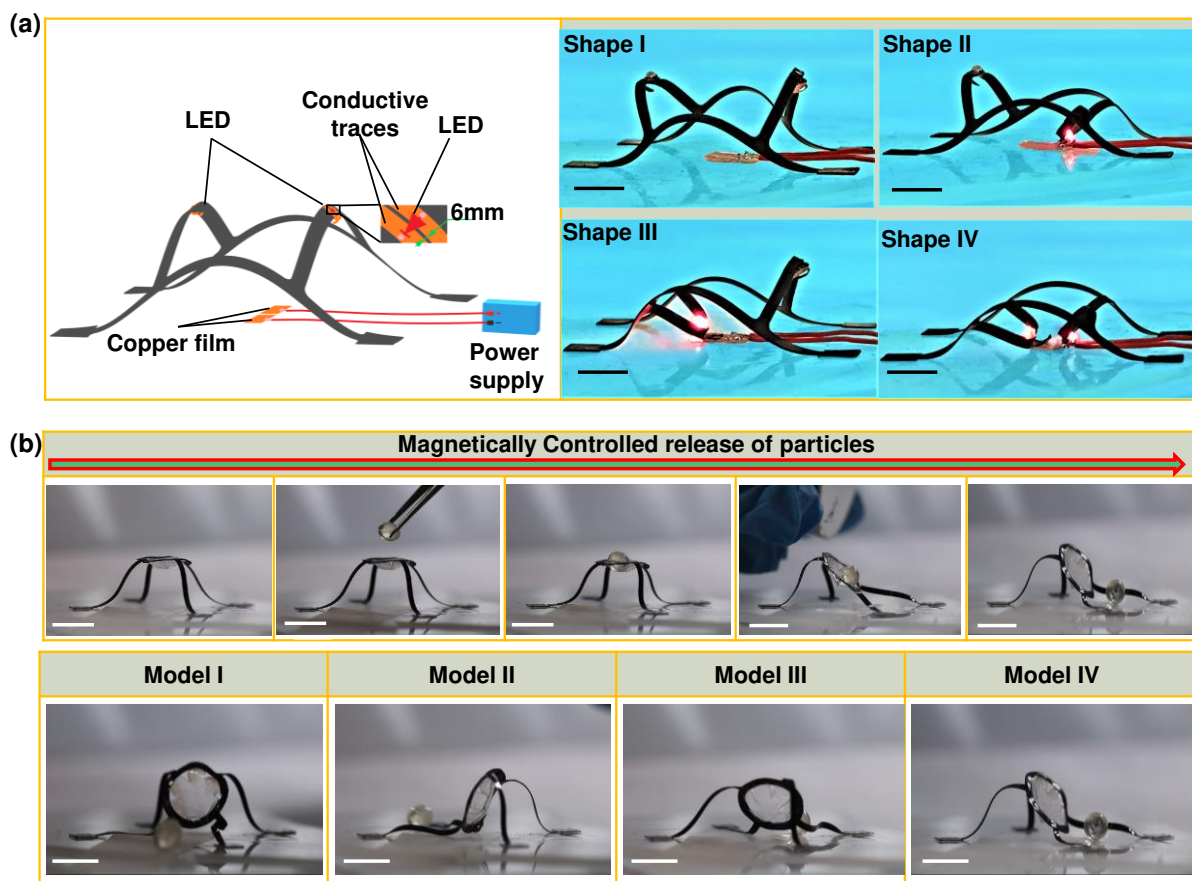 (a)
LED
Conductive
traces
LED
6mm
Copper film
Power
supply
Shape I
Shape II
Shape III
Shape IV
(b)
Magnetically Controlled release of particles
Model I
Model II
Model III
Model IV